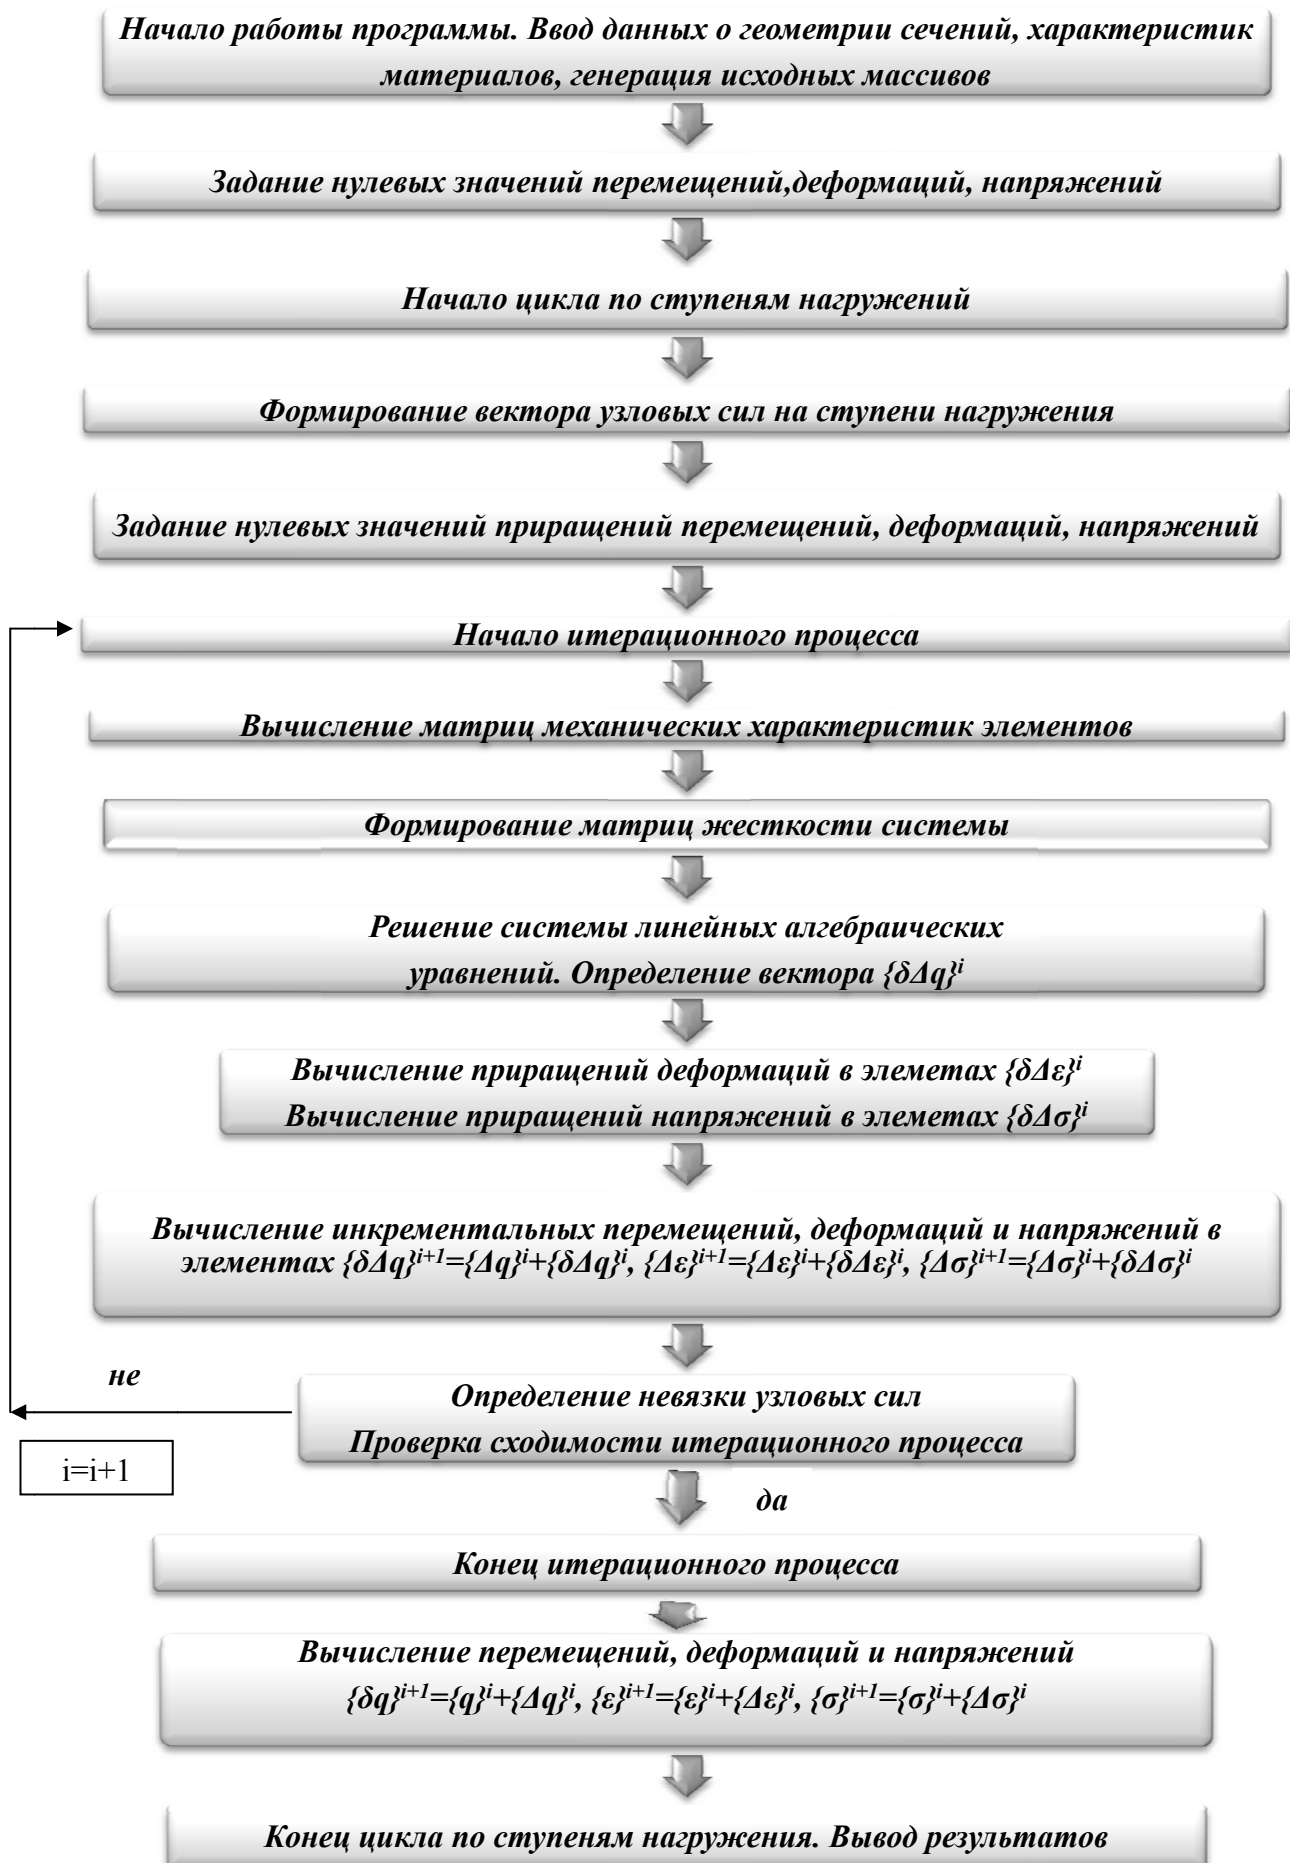 Начало работы программы. Ввод данных о геометрии сечений, характеристик
материалов, генерация исходных массивов
Задание нулевых значений перемещений,деформаций, напряжений
Начало цикла по ступеням нагружений
Формирование вектора узловых сил на ступени нагружения
Задание нулевых значений приращений перемещений, деформаций, напряжений
Начало итерационного процесса
Вычисление матриц механических характеристик элементов
Формирование матриц жесткости системы
Решение системы линейных алгебраических
уравнений. Определение вектора {δΔq}ⁱ
Вычисление приращений деформаций в элеметах {δΔε}ⁱ
Вычисление приращений напряжений в элеметах {δΔσ}ⁱ
Вычисление инкрементальных перемещений, деформаций и напряжений в
элементах {δΔq}ⁱ⁺¹={Δq}ⁱ+{δΔq}ⁱ, {Δε}ⁱ⁺¹={Δε}ⁱ+{δΔε}ⁱ, {Δσ}ⁱ⁺¹={Δσ}ⁱ+{δΔσ}ⁱ
не
Определение невязки узловых сил
Проверка сходимости итерационного процесса
i=i+1
да
Конец итерационного процесса
Вычисление перемещений, деформаций и напряжений
{δq}ⁱ⁺¹={q}ⁱ+{Δq}ⁱ, {ε}ⁱ⁺¹={ε}ⁱ+{Δε}ⁱ, {σ}ⁱ⁺¹={σ}ⁱ+{Δσ}ⁱ
Конец цикла по ступеням нагружения. Вывод результатов